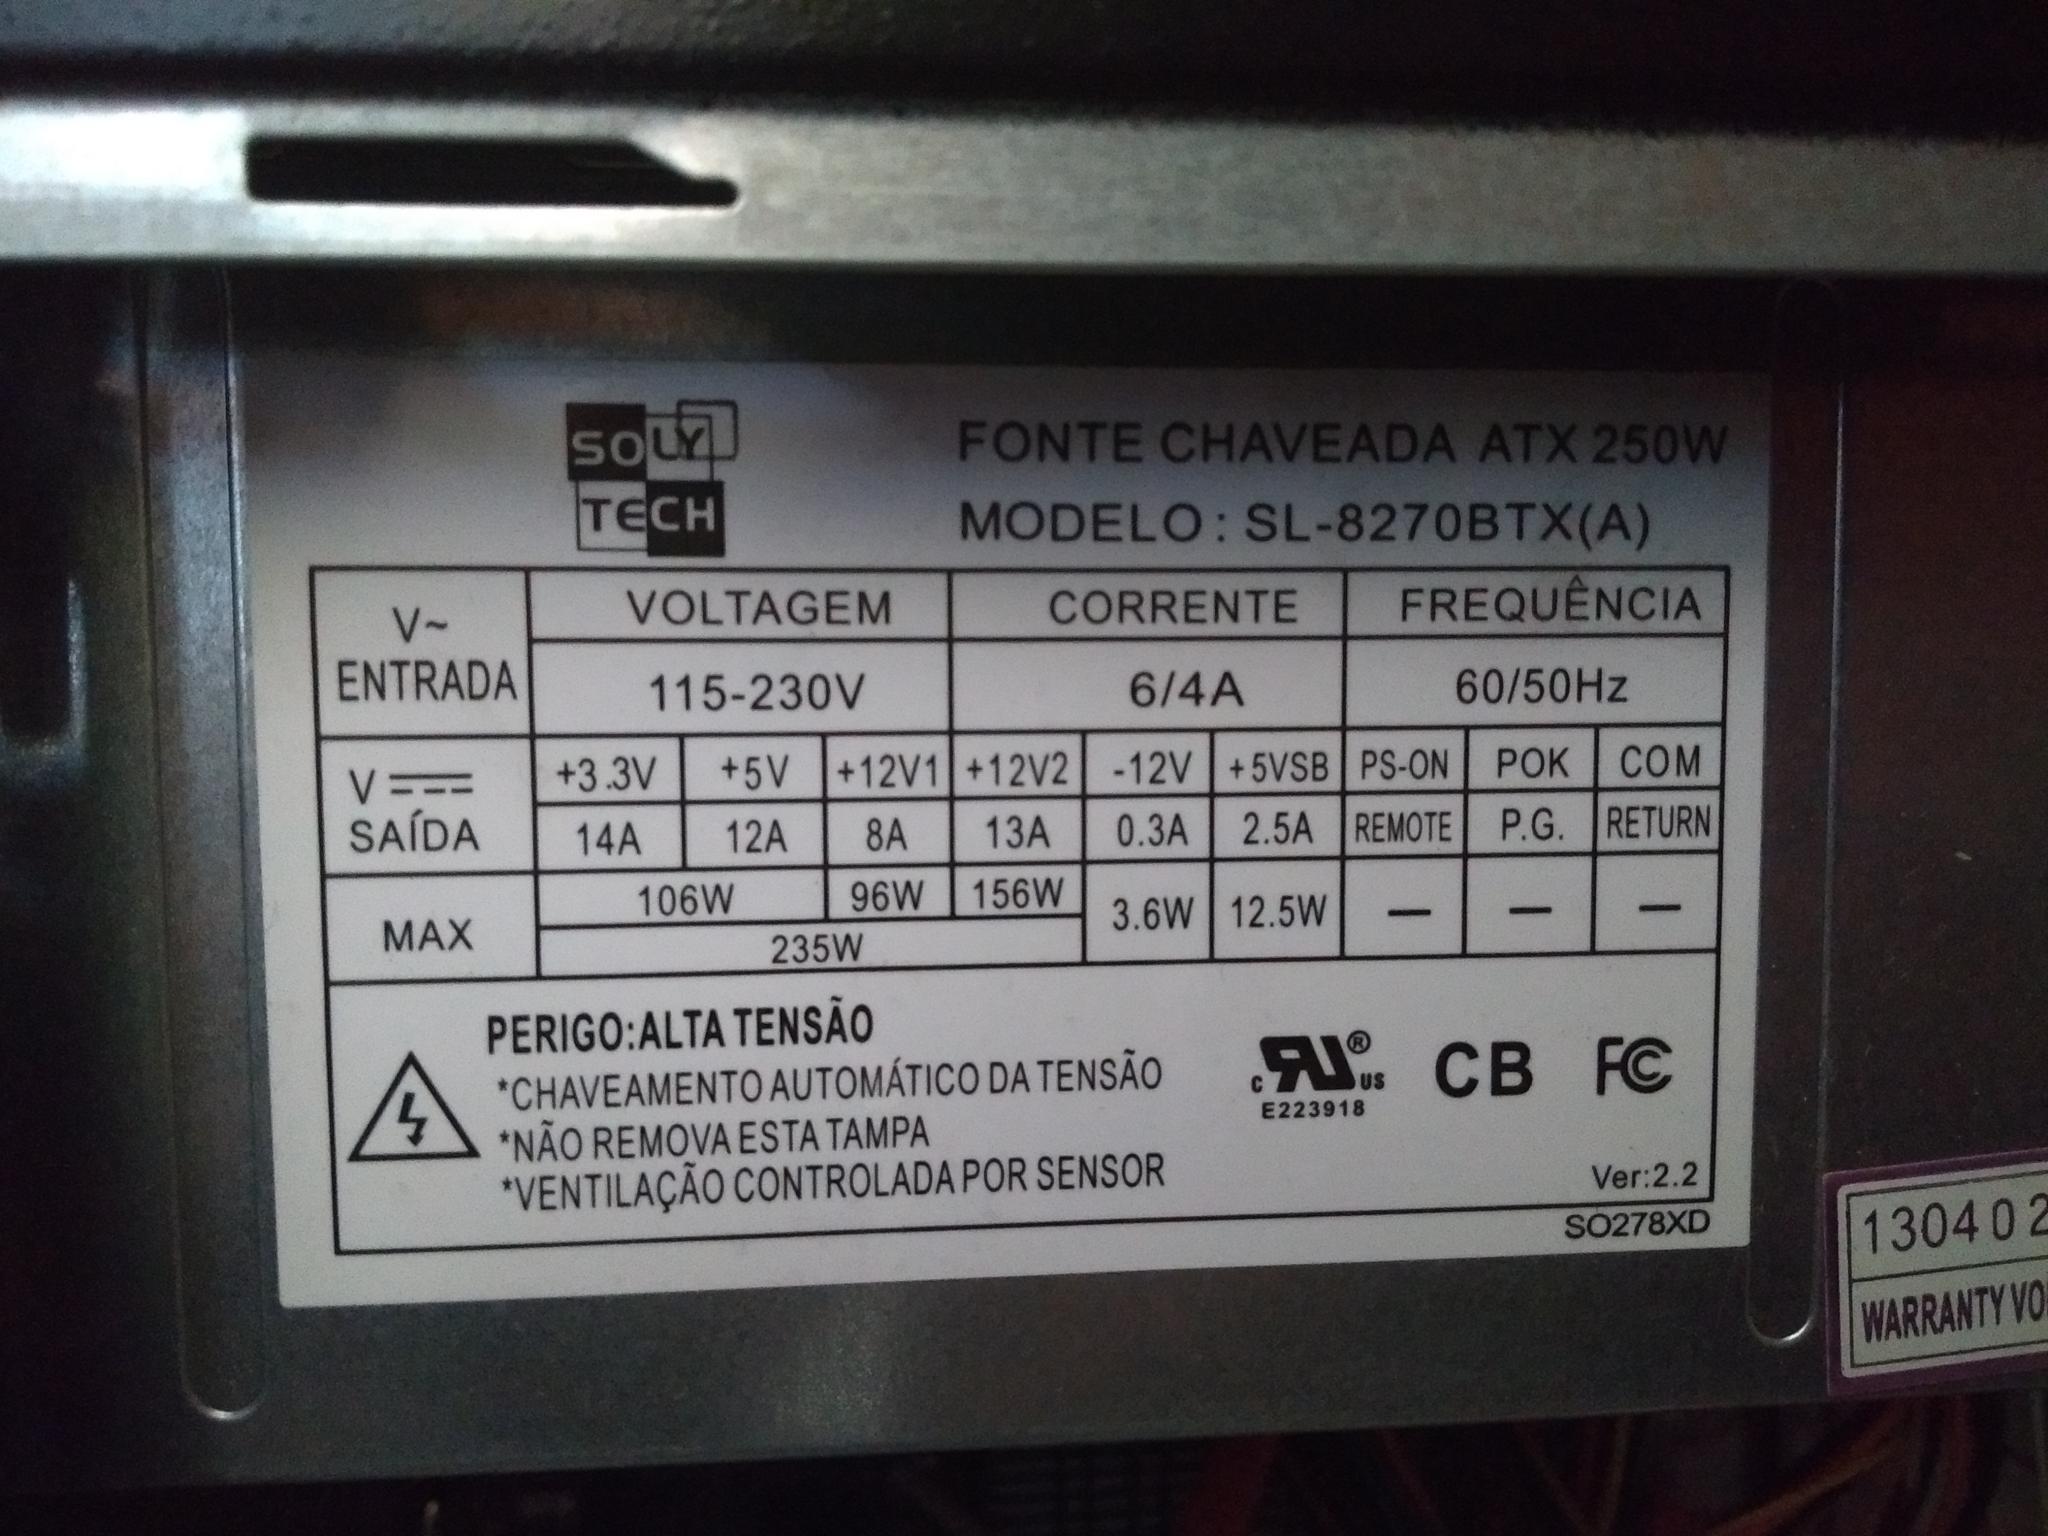 SOLY
TECH
FONTE CHAVEADA ATX 250W
MODELO : SL-8270BTX(A)
V~ ENTRADA
VOLTAGEM CORRENTE FREQUÊNCIA
115-230V 6/4A 60/50Hz
V SAÍDA
+3.3V +5V +12V1 +12V2 -12V +5VSB PS-ON POK COM
14A 12A 8A 13A 0.3A 2.5A REMOTE P.G. RETURN
MAX 106W 96W 156W 3.6W 12.5W — — —
235W
PERIGO:ALTA TENSÃO
*CHAVEAMENTO AUTOMÁTICO DA TENSÃO
*NÃO REMOVA ESTA TAMPA
*VENTILAÇÃO CONTROLADA POR SENSOR
c RU ® US
E223918
CB
FC
Ver:2.2
SO278XD
130402
WARRANTY